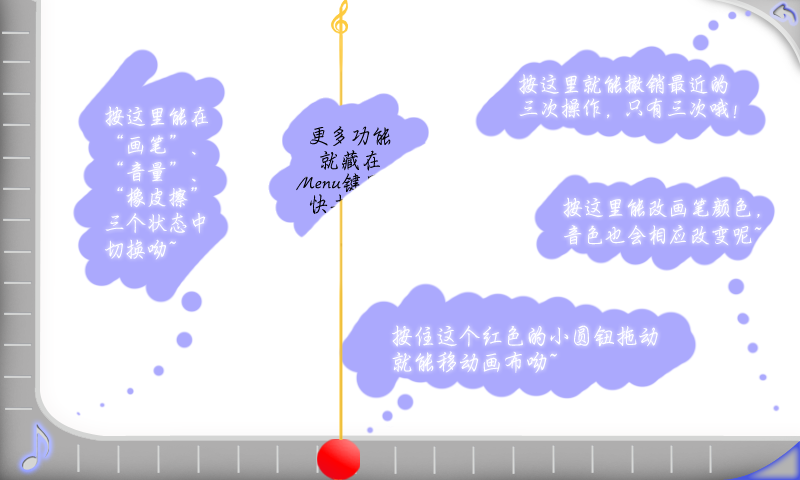 按这里能在
“画笔”、
“音量”、
“橡皮擦”
三个状态中
切换呦~
更多功能
就藏在
Menu键
快
按这里就能撤销最近的
三次操作，只有三次哦！
按这里能改画笔颜色，
音色也会相应改变呢~
按住这个红色的小圆钮拖动
就能移动画布呦~